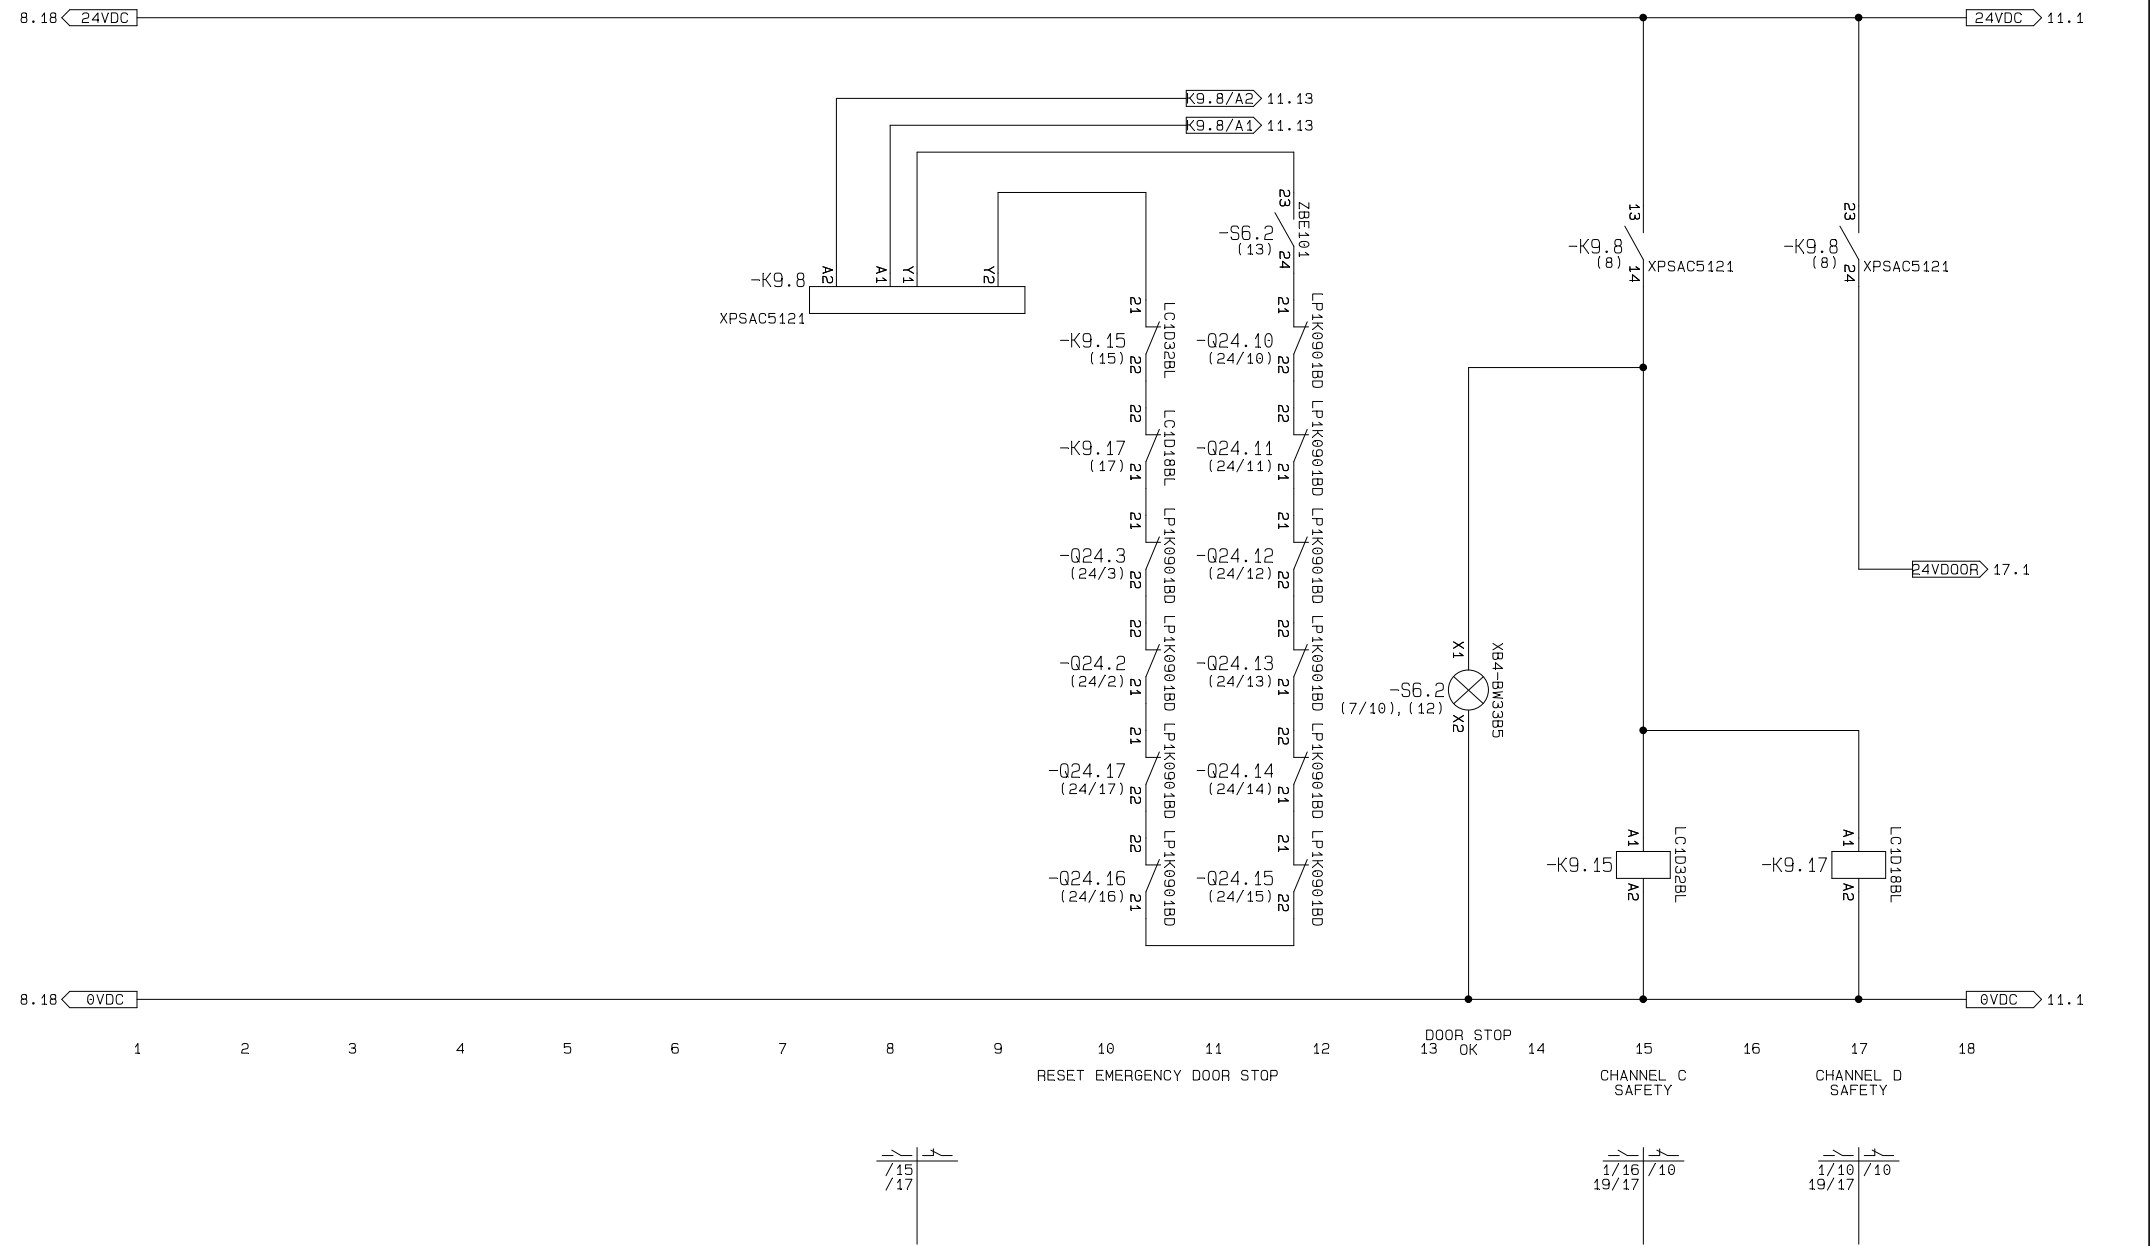 8.18 24VDC
24VDC 11.1
K9.8/A2 11.13
K9.8/A1 11.13
-K9.8
XPSAC5121
A2
A1
Y1
Y2
23
-S6.2
(13)
24
ZBE101
21
-K9.15
(15)
22
LC1D32BL
22
-K9.17
(17)
21
LC1D18BL
21
-Q24.3
(24/3)
22
LP1K0901BD
22
-Q24.2
(24/2)
21
LP1K0901BD
21
-Q24.17
(24/17)
22
LP1K0901BD
22
-Q24.16
(24/16)
21
LP1K0901BD
21
-Q24.10
(24/10)
22
LP1K0901BD
22
-Q24.11
(24/11)
21
LP1K0901BD
21
-Q24.12
(24/12)
22
LP1K0901BD
22
-Q24.13
(24/13)
21
LP1K0901BD
22
-Q24.14
(24/14)
21
LP1K0901BD
21
-Q24.15
(24/15)
22
LP1K0901BD
X1
-S6.2
(7/10),(12)
X2
XB4-BW33B5
13
-K9.8
(8)
14
XPSAC5121
23
-K9.8
(8)
24
XPSAC5121
24VDOOR 17.1
A1
-K9.15
A2
LC1D32BL
A1
-K9.17
A2
LC1D18BL
8.18 0VDC
0VDC 11.1
DOOR STOP
OK
1 2 3 4 5 6 7 8 9 10 11 12 13 14 15 16 17 18
RESET EMERGENCY DOOR STOP
CHANNEL C
SAFETY
CHANNEL D
SAFETY
/15
/17
1/16 /10
19/17
1/10 /10
19/17